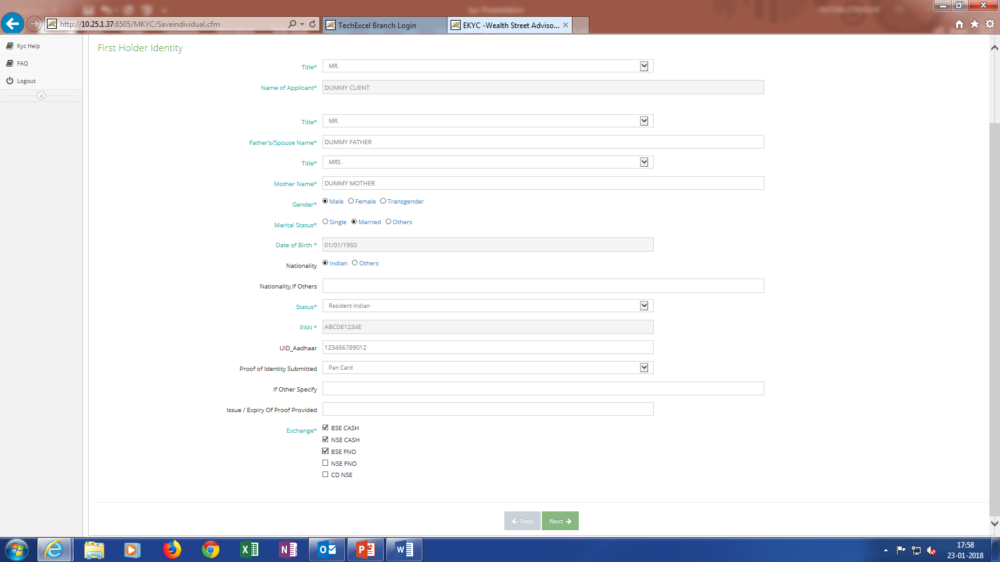 Kyc Presentation
http://10.25.1.37:8505/MKYC/Saveindividual.cfm
TechExcel Branch Login
EKYC -Wealth Street Adviso...
Kyc Help
FAQ
Logout
First Holder Identity
Title* MR.
Name of Applicant* DUMMY CLIENT
Title* MR.
Father's/Spouse Name* DUMMY FATHER
Title* MRS.
Mother Name* DUMMY MOTHER
Gender* Male Female Transgender
Marital Status* Single Married Others
Date of Birth * 01/01/1950
Nationality Indian Others
Nationality,If Others
Status* Resident Indian
PAN * ABCDE1234E
UID_Aadhaar 123456789012
Proof of Identity Submitted Pan Card
If Other Specify
Issue / Expiry Of Proof Provided
Exchange* BSE CASH
NSE CASH
BSE FNO
NSE FNO
CD NSE
Prev Next
17:58
23-01-2018